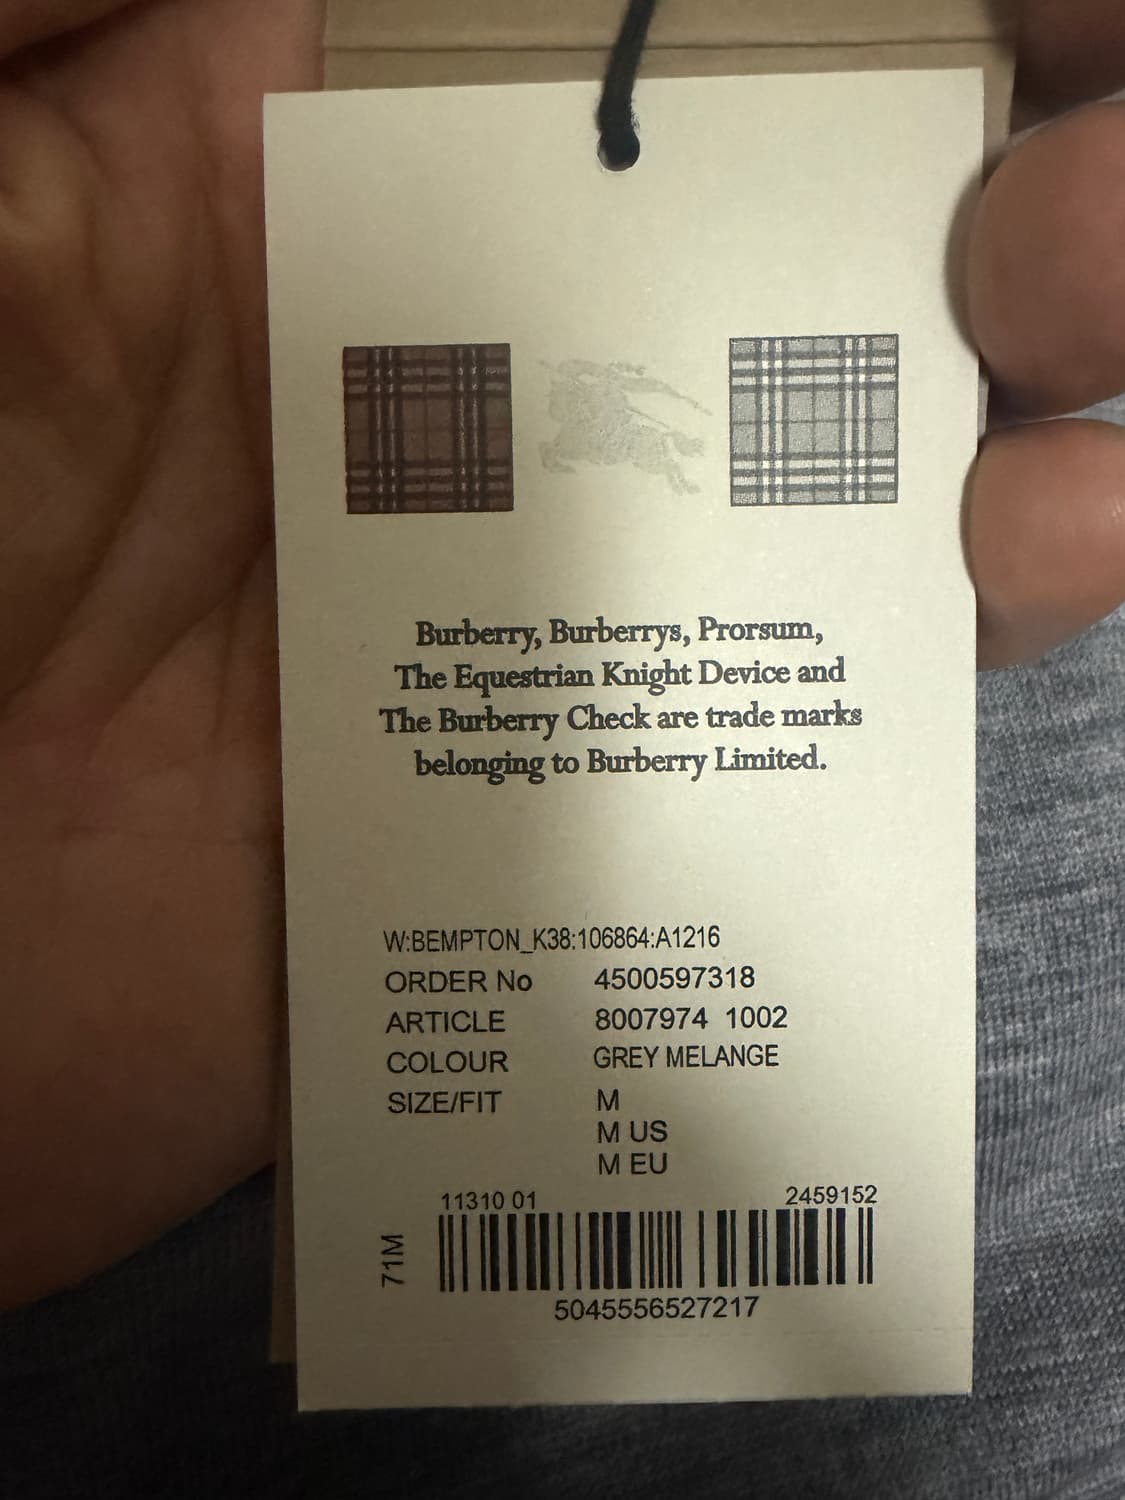 Burberry, Burberrys, Prorsum,
The Equestrian Knight Device and
The Burberry Check are trade marks
belonging to Burberry Limited.
W:BEMPTON_K38:106864:A1216
ORDER No 4500597318
ARTICLE 8007974 1002
COLOUR GREY MELANGE
SIZE/FIT M
M US
M EU
11310 01 2459152
71M
5045556527217